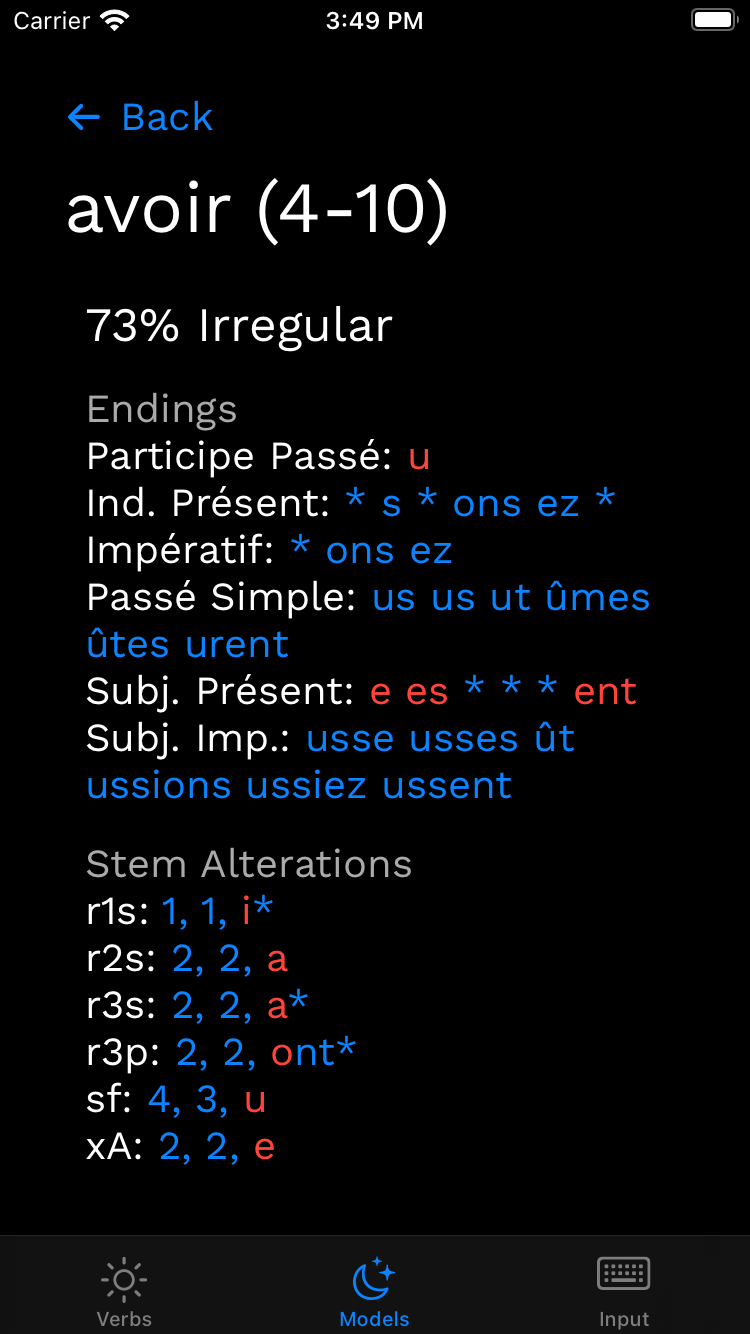 Carrier 3:49 PM
← Back
avoir (4-10)
73% Irregular
Endings
Participe Passé: u
Ind. Présent: * s * ons ez *
Impératif: * ons ez
Passé Simple: us us ut ûmes
ûtes urent
Subj. Présent: e es * * * ent
Subj. Imp.: usse usses ût
ussions ussiez ussent
Stem Alterations
r1s: 1, 1, i*
r2s: 2, 2, a
r3s: 2, 2, a*
r3p: 2, 2, ont*
sf: 4, 3, u
xA: 2, 2, e
Verbs Models Input